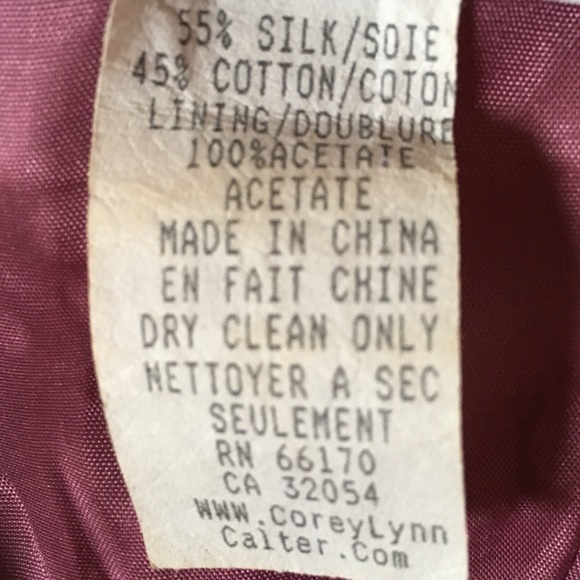 55% SILK/SOIE
45% COTTON/COTON
LINING/DOUBLURE
100%ACETATE
ACETATE
MADE IN CHINA
EN FAIT CHINE
DRY CLEAN ONLY
NETTOYER A SEC
SEULEMENT
RN 66170
CA 32054
WWW.CoreyLynn
Calter.Com